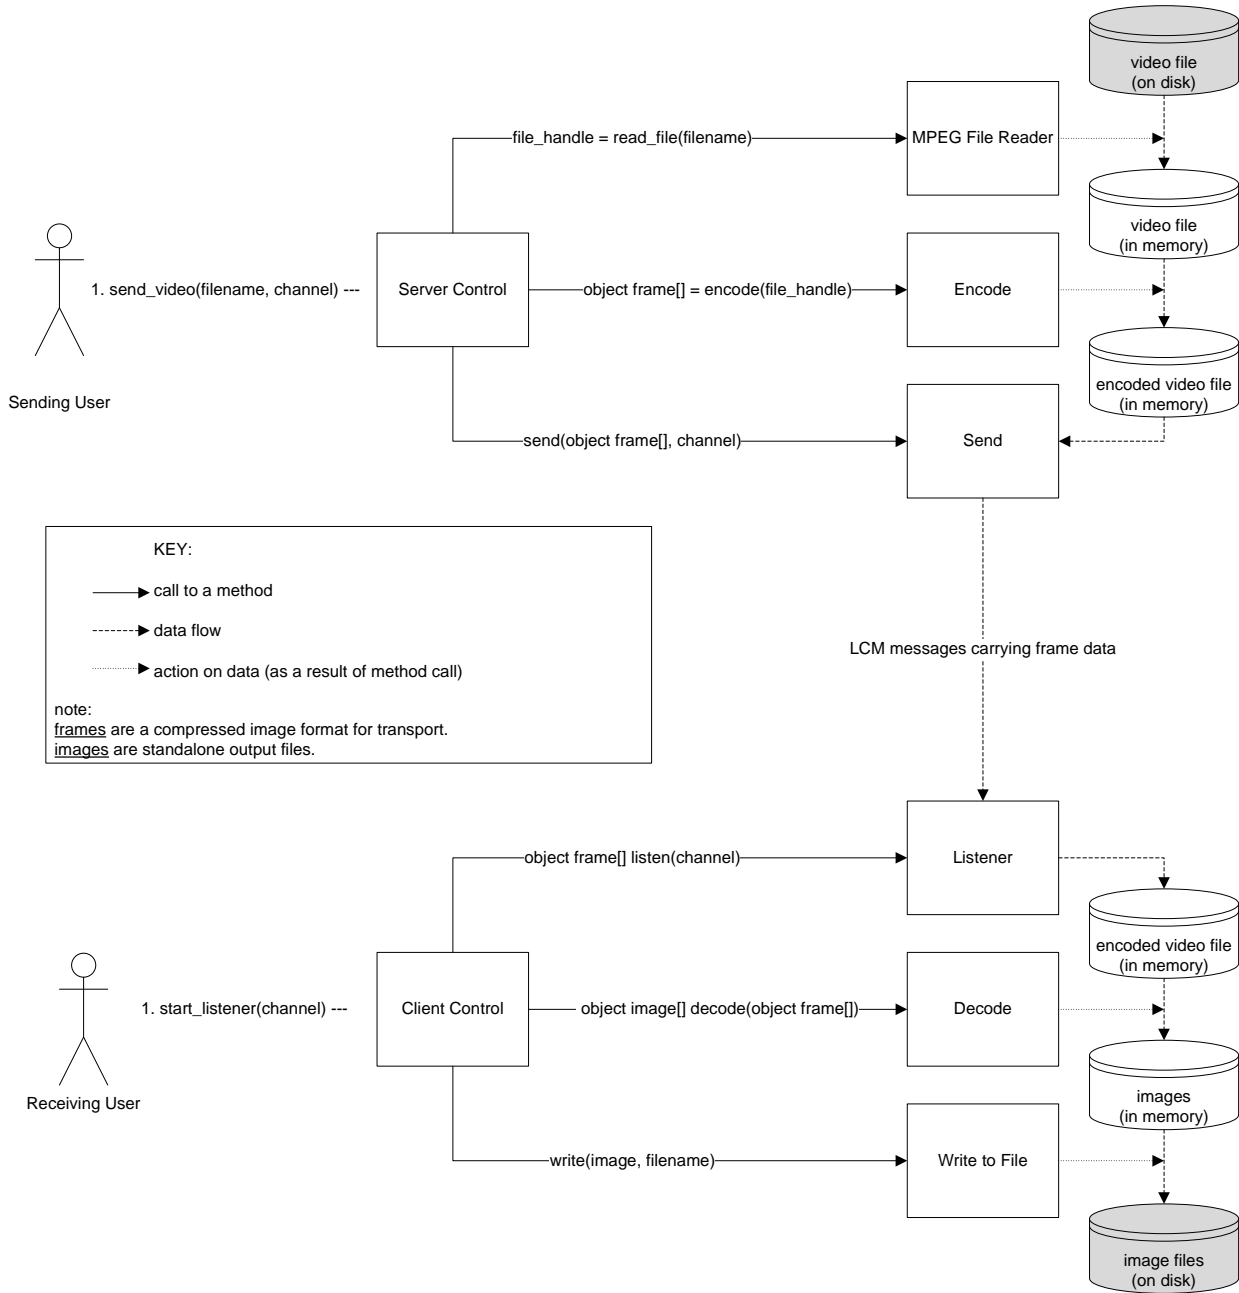 video file
(on disk)
file_handle = read_file(filename)
MPEG File Reader
video file
(in memory)
1. send_video(filename, channel) ---
Server Control
object frame[] = encode(file_handle)
Encode
encoded video file
(in memory)
Sending User
send(object frame[], channel)
Send
KEY:
call to a method
data flow
action on data (as a result of method call)
note:
frames are a compressed image format for transport.
images are standalone output files.
LCM messages carrying frame data
object frame[] listen(channel)
Listener
encoded video file
(in memory)
1. start_listener(channel) ---
Client Control
object image[] decode(object frame[])
Decode
Receiving User
images
(in memory)
write(image, filename)
Write to File
image files
(on disk)